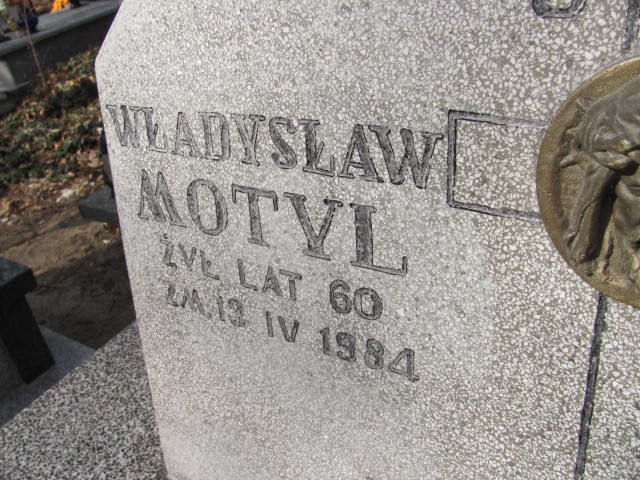 WŁADYSŁAW
MOTYL
ŻYŁ LAT 60
ZM. 13 IV 1984